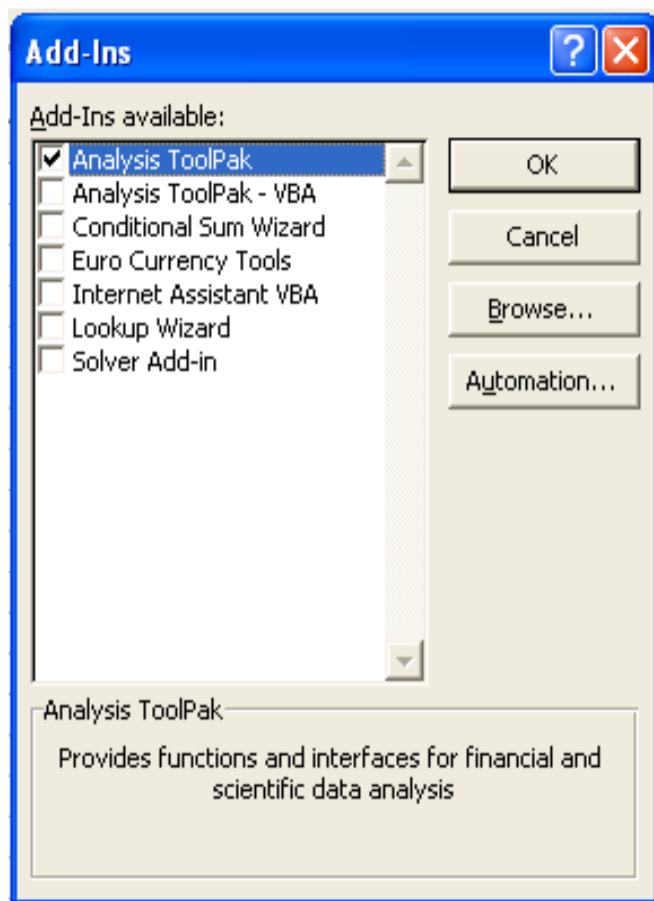 Add-Ins
Add-Ins available:
Analysis ToolPak
Analysis ToolPak - VBA
Conditional Sum Wizard
Euro Currency Tools
Internet Assistant VBA
Lookup Wizard
Solver Add-in
OK
Cancel
Browse...
Automation...
Analysis ToolPak
Provides functions and interfaces for financial and
scientific data analysis